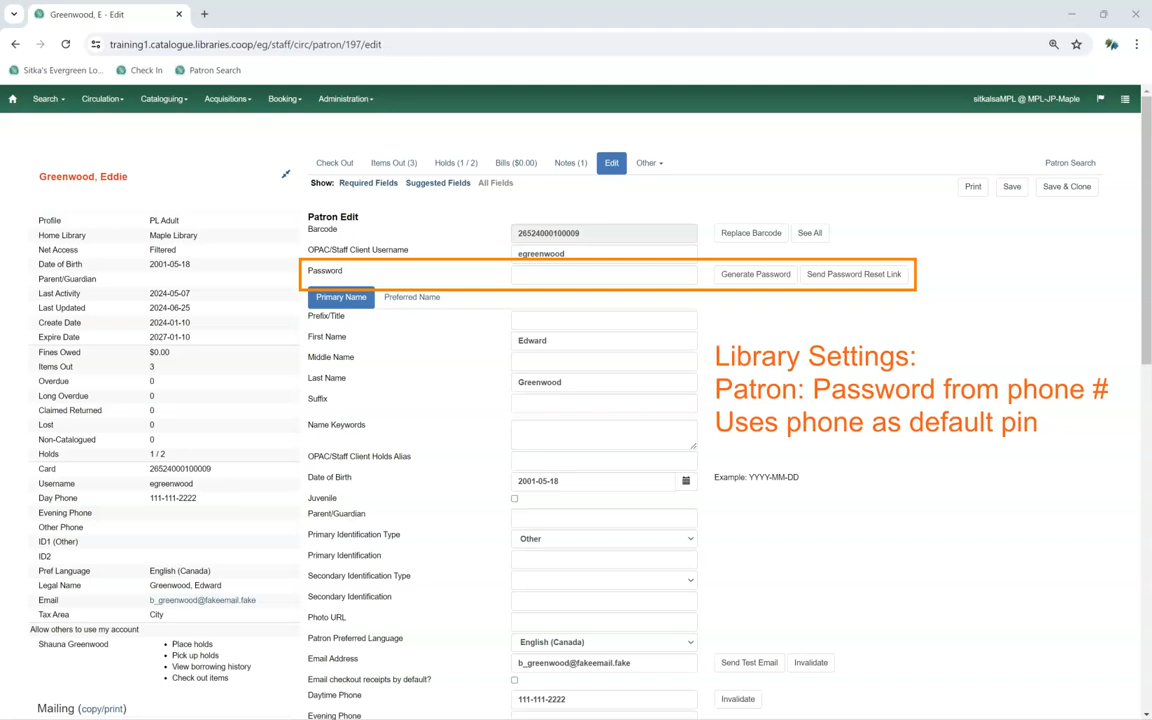 Greenwood, E - Edit
training1.catalogue.libraries.coop/eg/staff/circ/patron/197/edit
Sitka's Evergreen Lo... Check In Patron Search
Search Circulation Cataloguing Acquisitions Booking Administration sitkalsaMPL @ MPL-JP-Maple
Greenwood, Eddie
Profile PL Adult
Home Library Maple Library
Net Access Filtered
Date of Birth 2001-05-18
Parent/Guardian
Last Activity 2024-05-07
Last Updated 2024-06-25
Create Date 2024-01-10
Expire Date 2027-01-10
Fines Owed $0.00
Items Out 3
Overdue 0
Long Overdue 0
Claimed Returned 0
Lost 0
Non-Catalogued 0
Holds 1 / 2
Card 26524000100009
Username egreenwood
Day Phone 111-111-2222
Evening Phone
Other Phone
ID1 (Other)
ID2
Pref Language English (Canada)
Legal Name Greenwood, Edward
Email b_greenwood@fakeemail.fake
Tax Area City
Allow others to use my account
Shauna Greenwood • Place holds
• Pick up holds
• View borrowing history
• Check out items
Mailing (copy/print)
Check Out Items Out (3) Holds (1 / 2) Bills ($0.00) Notes (1) Edit Other Patron Search
Show: Required Fields Suggested Fields All Fields
Print Save Save & Clone
Patron Edit
Barcode 26524000100009 Replace Barcode See All
OPAC/Staff Client Username egreenwood
Password Generate Password Send Password Reset Link
Primary Name Preferred Name
Prefix/Title
First Name Edward
Middle Name
Last Name Greenwood
Suffix
Name Keywords
OPAC/Staff Client Holds Alias
Date of Birth 2001-05-18 Example: YYYY-MM-DD
Juvenile
Parent/Guardian
Primary Identification Type Other
Primary Identification
Secondary Identification Type
Secondary Identification
Photo URL
Patron Preferred Language English (Canada)
Email Address b_greenwood@fakeemail.fake Send Test Email Invalidate
Email checkout receipts by default?
Daytime Phone 111-111-2222 Invalidate
Evening Phone
Library Settings:
Patron: Password from phone #
Uses phone as default pin